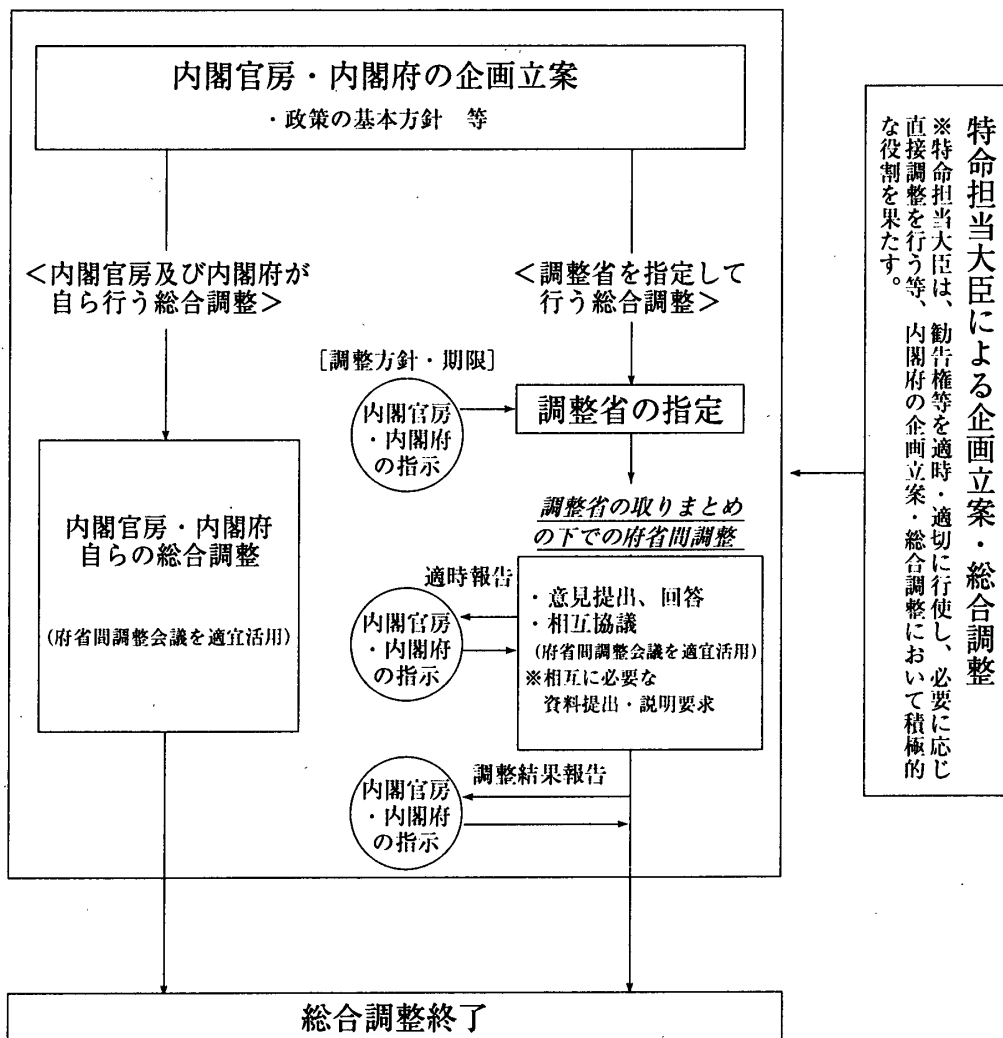 内閣官房・内閣府の企画立案
・政策の基本方針 等
＜内閣官房及び内閣府が
自ら行う総合調整＞
＜調整省を指定して
行う総合調整＞
[調整方針・期限]
内閣官房
・内閣府
の指示
調整省の指定
調整省の取りまとめ
の下での府省間調整
内閣官房・内閣府
自らの総合調整
(府省間調整会議を適宜活用)
適時報告
内閣官房
・内閣府
の指示
・意見提出、回答
・相互協議
(府省間調整会議を適宜活用)
※相互に必要な
資料提出・説明要求
調整結果報告
内閣官房
・内閣府
の指示
総合調整終了
特命担当大臣による企画立案・総合調整
※特命担当大臣は、勧告権等を適時・適切に行使し、必要に応じ
直接調整を行う等、内閣府の企画立案・総合調整において積極的
な役割を果たす。